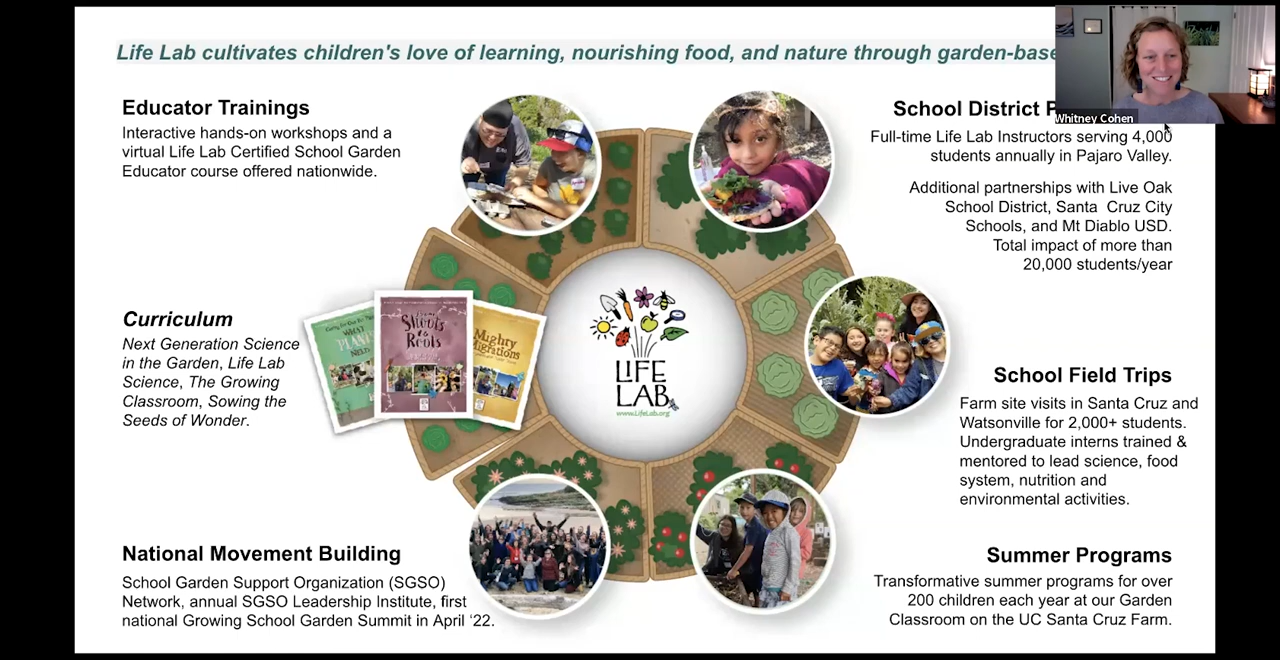 Life Lab cultivates children's love of learning, nourishing food, and nature through garden-base
Whitney Cohen
Educator Trainings
Interactive hands-on workshops and a
virtual Life Lab Certified School Garden
Educator course offered nationwide.
School District P
Full-time Life Lab Instructors serving 4,000
students annually in Pajaro Valley.
Additional partnerships with Live Oak
School District, Santa Cruz City
Schools, and Mt Diablo USD.
Total impact of more than
20,000 students/year
Curriculum
Next Generation Science
in the Garden, Life Lab
Science, The Growing
Classroom, Sowing the
Seeds of Wonder.
WHAT
PLANTS
NEED
Shoots
&
Roots
Mighty
Migrations
LIFE
LAB
www.LifeLab.org
School Field Trips
Farm site visits in Santa Cruz and
Watsonville for 2,000+ students.
Undergraduate interns trained &
mentored to lead science, food
system, nutrition and
environmental activities.
National Movement Building
School Garden Support Organization (SGSO)
Network, annual SGSO Leadership Institute, first
national Growing School Garden Summit in April '22.
Summer Programs
Transformative summer programs for over
200 children each year at our Garden
Classroom on the UC Santa Cruz Farm.